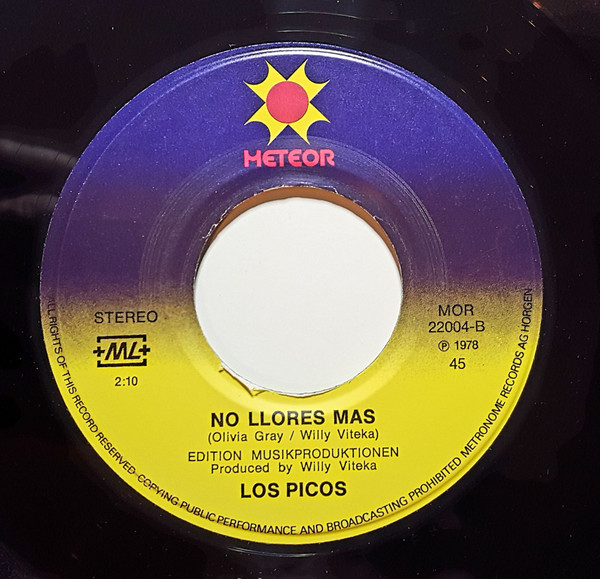 METEOR
STEREO
+ML+
2:10
MOR
22004-B
Ⓟ 1978
45
NO LLORES MAS
(Olivia Gray / Willy Viteka)
EDITION MUSIKPRODUKTIONEN
Produced by Willy Viteka
LOS PICOS
ALL RIGHTS OF THIS RECORD RESERVED-COPYING PUBLIC PERFORMANCE AND BROADCASTING PROHIBITED METRONOME RECORDS AG HORGEN